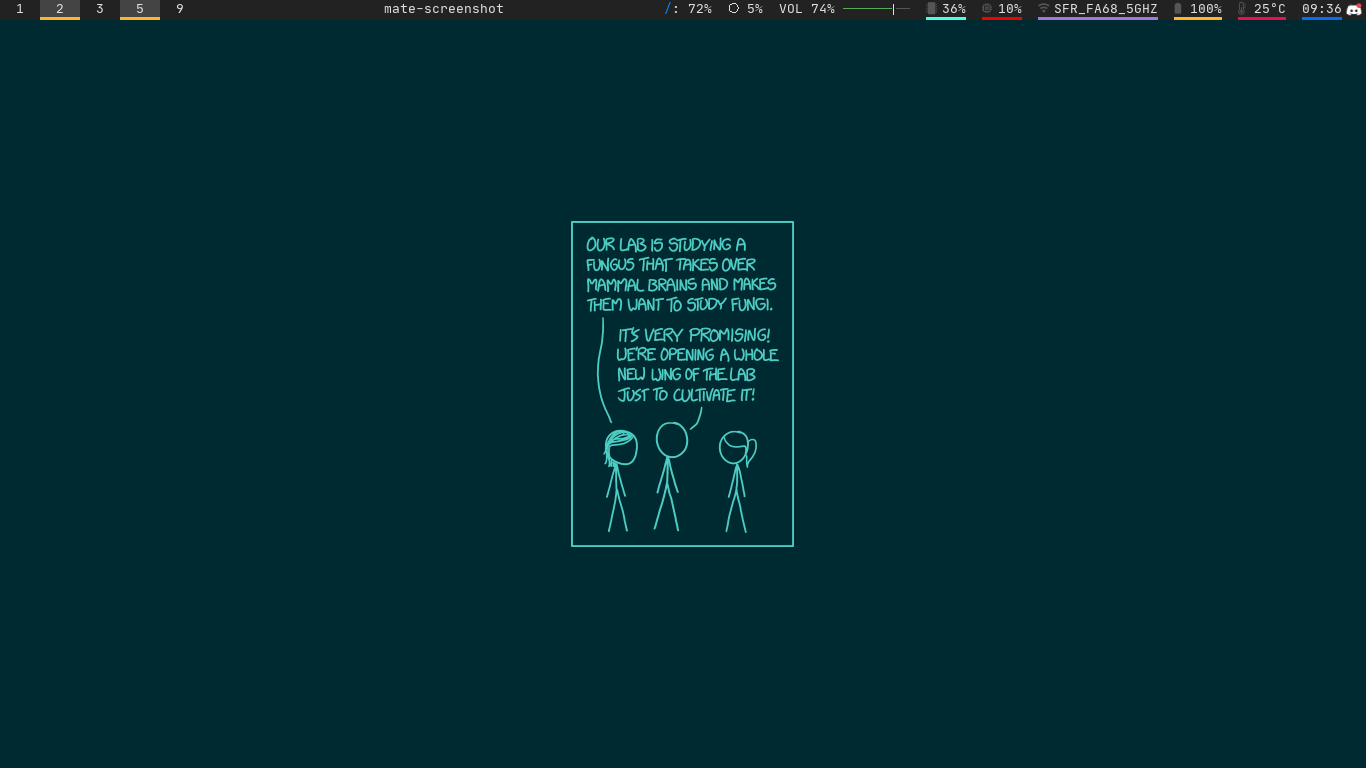 1 2 3 5 9 mate-screenshot /: 72% 5% VOL 74% 36% 10% SFR_FA68_5GHZ 100% 25°C 09:36
OUR LAB IS STUDYING A
FUNGUS THAT TAKES OVER
MAMMAL BRAINS AND MAKES
THEM WANT TO STUDY FUNGI.
IT'S VERY PROMISING!
WE'RE OPENING A WHOLE
NEW WING OF THE LAB
JUST TO CULTIVATE IT!